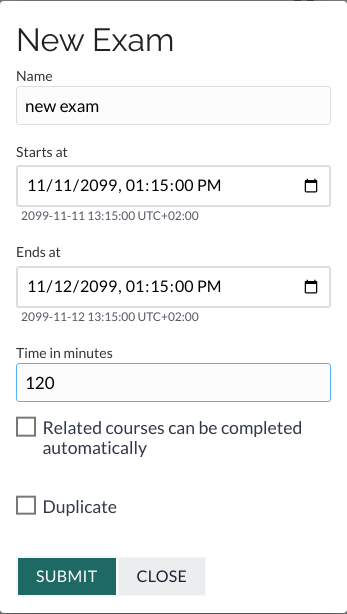 New Exam
Name
new exam
Starts at
11/11/2099, 01:15:00 PM
2099-11-11 13:15:00 UTC+02:00
Ends at
11/12/2099, 01:15:00 PM
2099-11-12 13:15:00 UTC+02:00
Time in minutes
120
Related courses can be completed
automatically
Duplicate
SUBMIT CLOSE